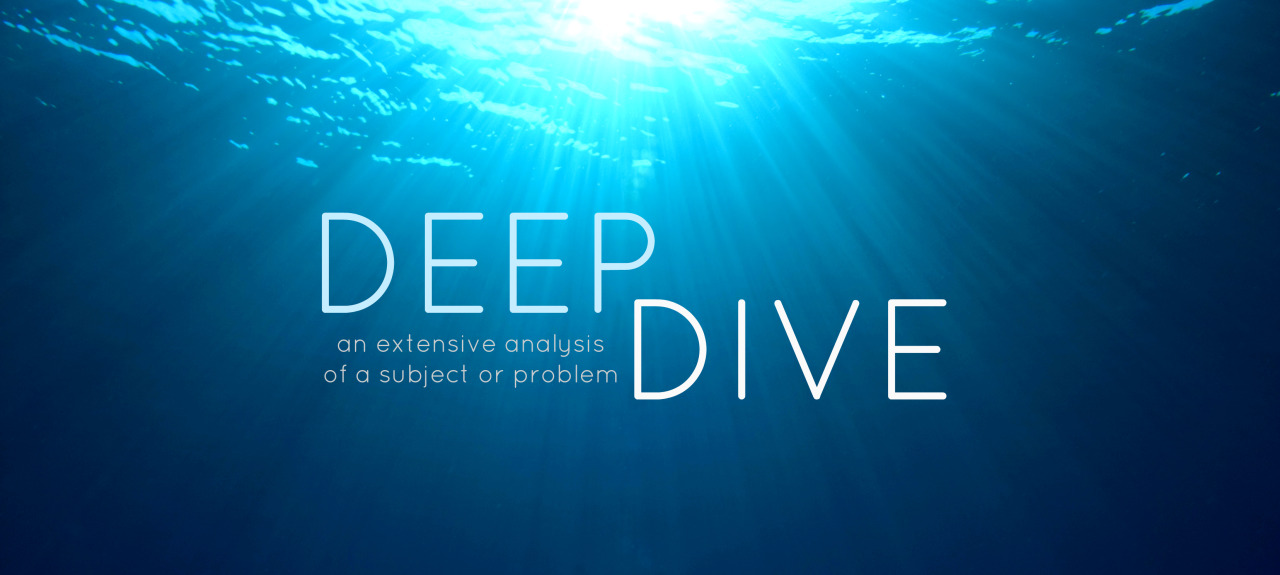 DEEP
DIVE
an extensive analysis
of a subject or problem